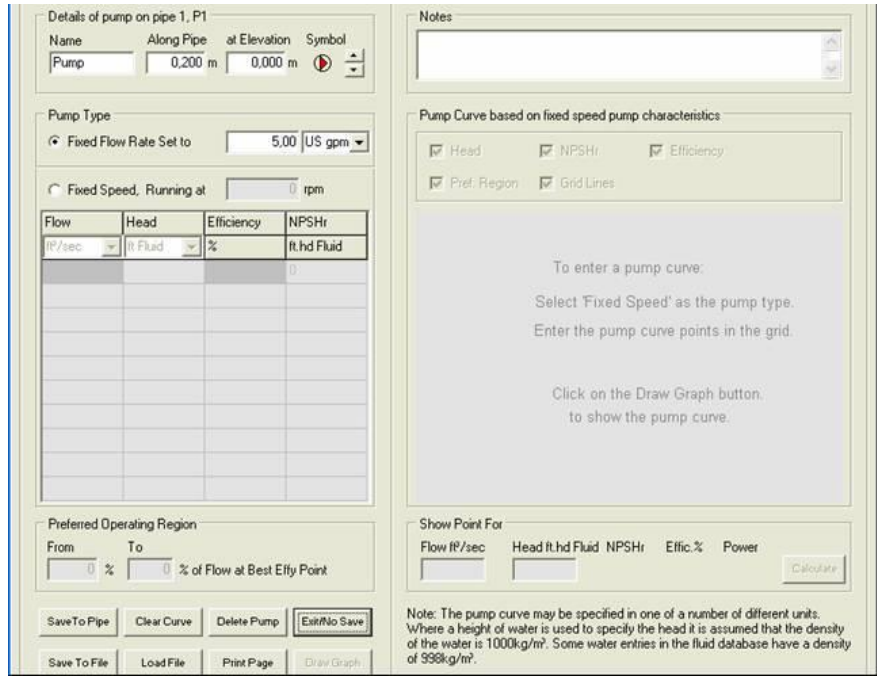 Details of pump on pipe 1, P1
Name Along Pipe at Elevation Symbol
Pump 0,200 m 0,000 m
Pump Type
Fixed Flow Rate Set to 5,00 US gpm
Fixed Speed, Running at 0 rpm
Flow Head Efficiency NPSHr
ft³/sec ft Fluid % ft.hd Fluid
0
Preferred Operating Region
From To
0 % 0 % of Flow at Best Effy Point
SaveTo Pipe Clear Curve Delete Pump Exit/No Save
Save To File Load File Print Page Draw Graph
Notes
Pump Curve based on fixed speed pump characteristics
Head NPSHr Efficiency
Pref. Region Grid Lines
To enter a pump curve:
Select 'Fixed Speed' as the pump type.
Enter the pump curve points in the grid.
Click on the Draw Graph button.
to show the pump curve.
Show Point For
Flow ft³/sec Head ft.hd Fluid NPSHr Effic.% Power
Calculate
Note: The pump curve may be specified in one of a number of different units.
Where a height of water is used to specify the head it is assumed that the density
of the water is 1000kg/m³. Some water entries in the fluid database have a density
of 998kg/m³.